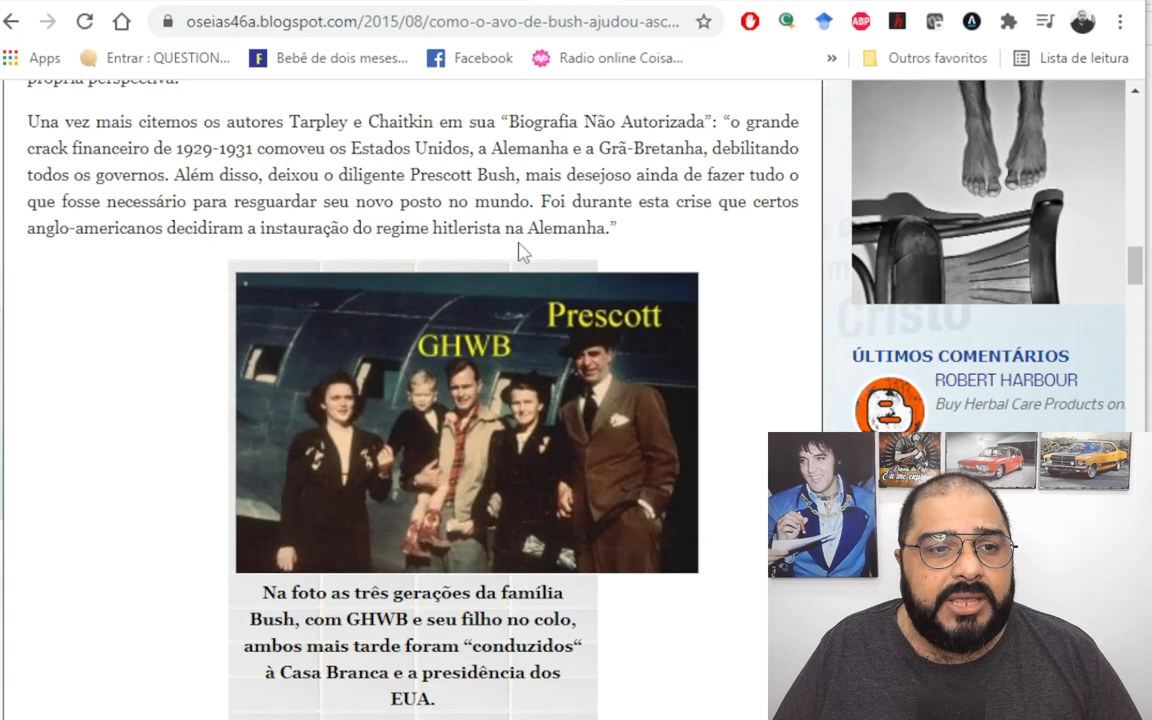 oseias46a.blogspot.com/2015/08/como-o-avo-de-bush-ajudou-asc...
ABP
Apps
Entrar : QUESTION...
F
Bebê de dois meses...
Facebook
Radio online Coisa...
»
Outros favoritos
Lista de leitura
própria perspectiva.
Una vez mais citemos os autores Tarpley e Chaitkin em sua “Biografia Não Autorizada”: “o grande
crack financeiro de 1929-1931 comoveu os Estados Unidos, a Alemanha e a Grã-Bretanha, debilitando
todos os governos. Além disso, deixou o diligente Prescott Bush, mais desejoso ainda de fazer tudo o
que fosse necessário para resguardar seu novo posto no mundo. Foi durante esta crise que certos
anglo-americanos decidiram a instauração do regime hitlerista na Alemanha.”
Prescott
GHWB
Na foto as três gerações da família
Bush, com GHWB e seu filho no colo,
ambos mais tarde foram “conduzidos“
à Casa Branca e a presidência dos
EUA.
Cristo
ÚLTIMOS COMENTÁRIOS
ROBERT HARBOUR
Buy Herbal Care Products on